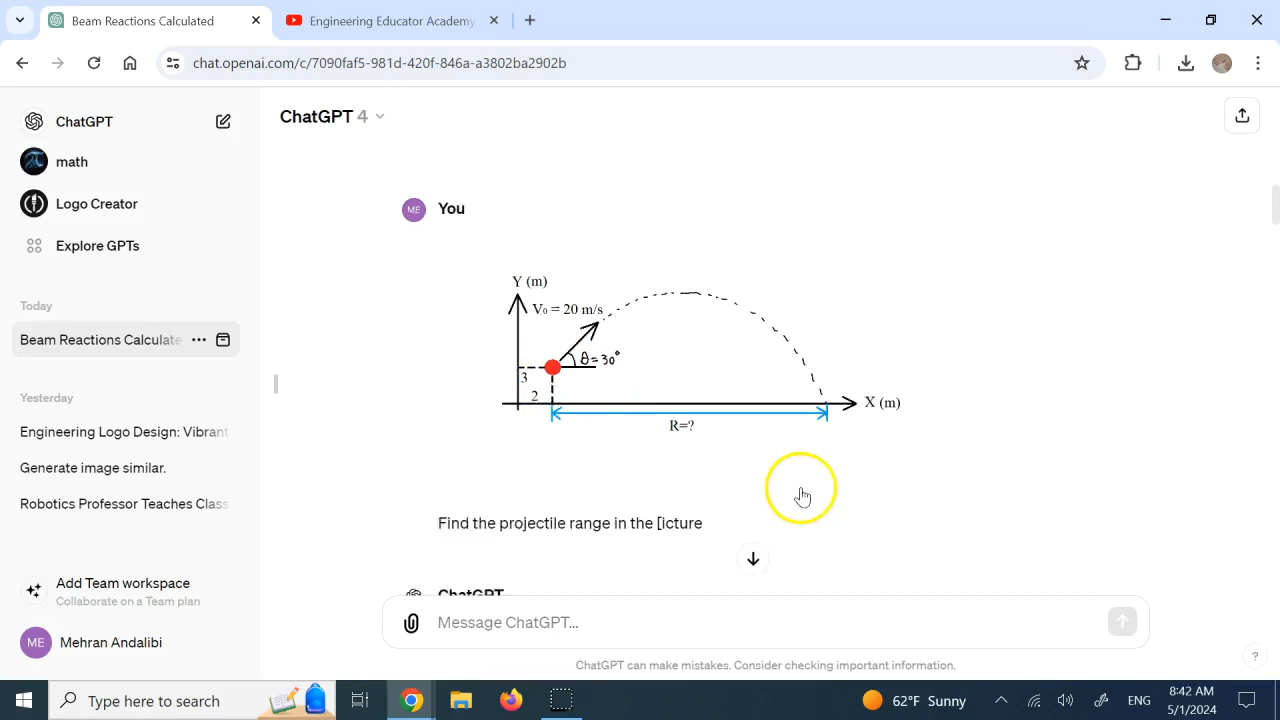 Beam Reactions Calculated
Engineering Educator Academy
chat.openai.com/c/7090faf5-981d-420f-846a-a3802ba2902b
ChatGPT
math
Logo Creator
Explore GPTs
Today
Beam Reactions Calculate
Yesterday
Engineering Logo Design: Vibrant
Generate image similar.
Robotics Professor Teaches Class
Add Team workspace
Collaborate on a Team plan
ME Mehran Andalibi
ChatGPT 4
ME You
Y (m)
V₀ = 20 m/s
θ=30°
3
2
X (m)
R=?
Find the projectile range in the [icture
ChatGPT
Message ChatGPT...
ChatGPT can make mistakes. Consider checking important information.
?
Type here to search
62°F Sunny
ENG
8:42 AM
5/1/2024